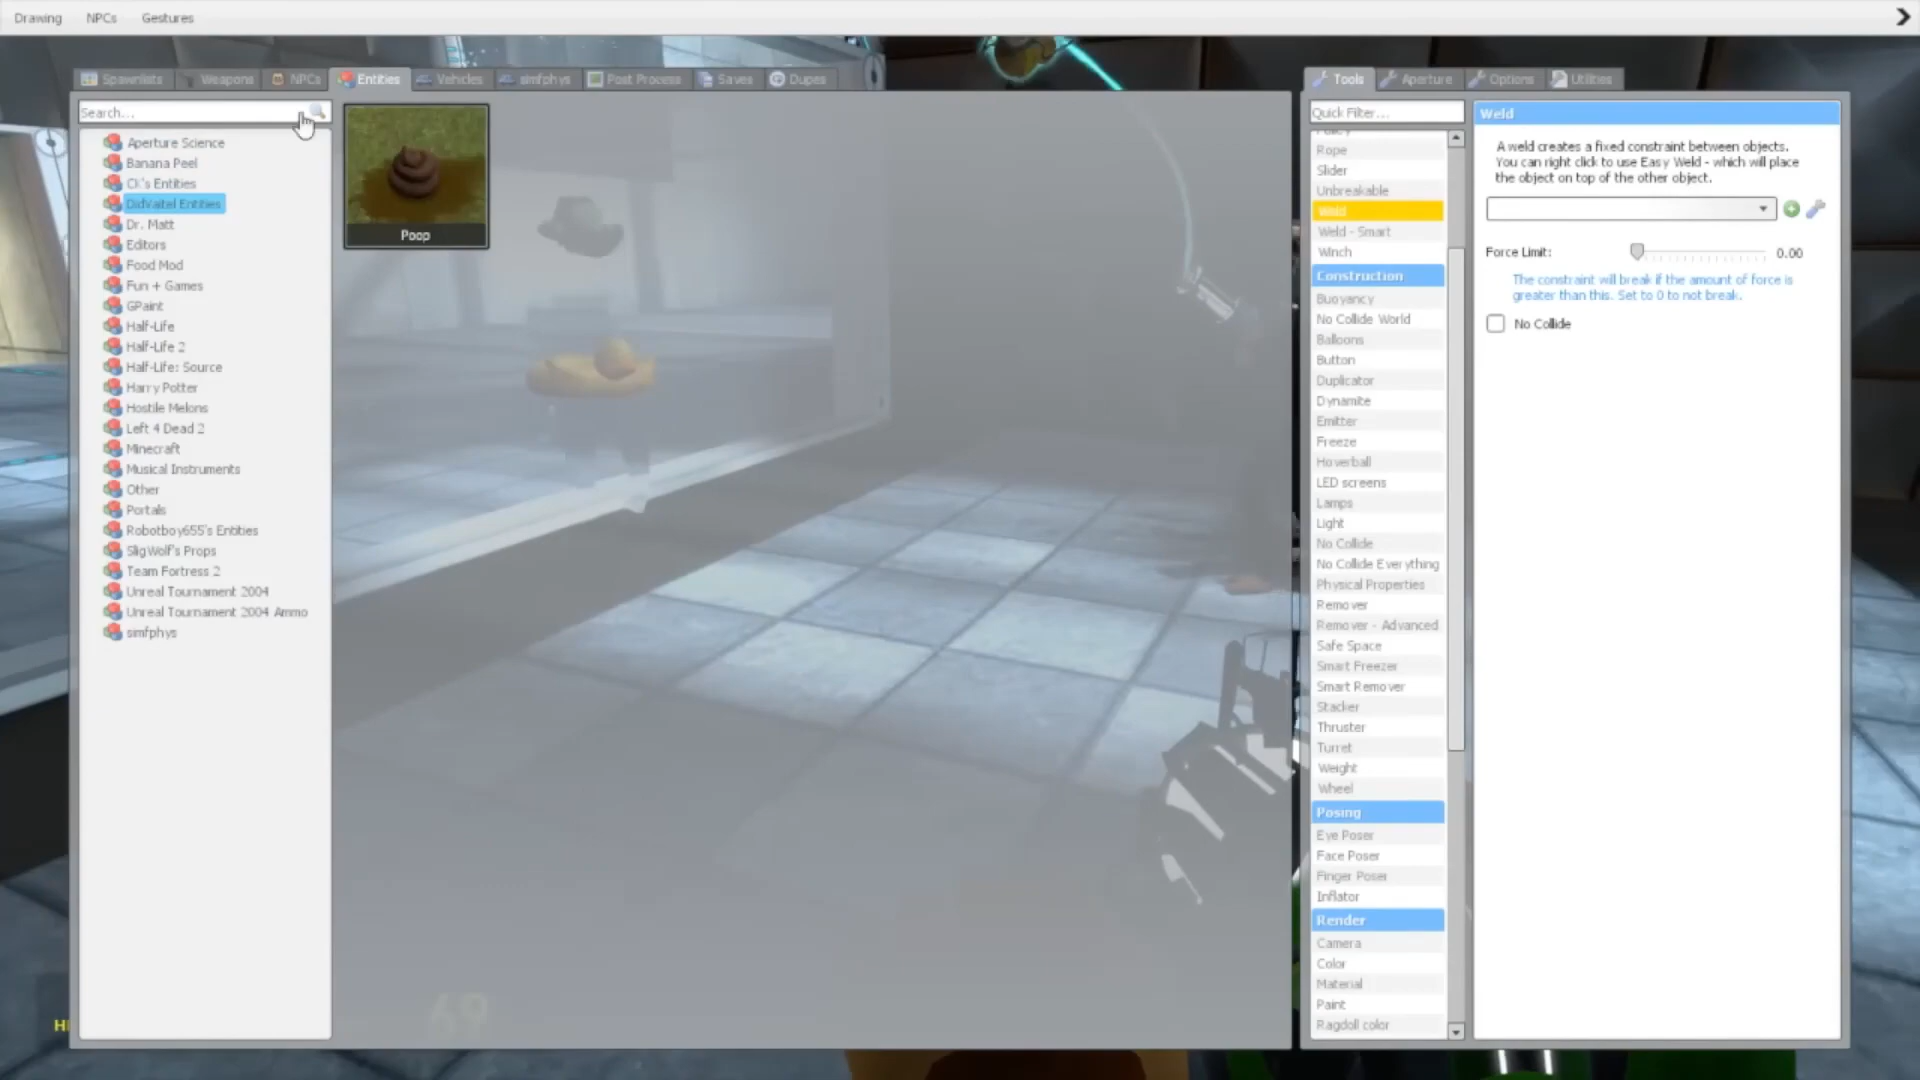 Drawing NPCs Gestures
Spawnlists Weapons NPCs Entities Vehicles simfphys Post Process Saves Dupes
Search...
Aperture Science
Banana Peel
Ck's Entities
DidVaitel Entities
Dr. Matt
Editors
Food Mod
Fun + Games
GPaint
Half-Life
Half-Life 2
Half-Life: Source
Harry Potter
Hostile Melons
Left 4 Dead 2
Minecraft
Musical Instruments
Other
Portals
Robotboy655's Entities
SligWolf's Props
Team Fortress 2
Unreal Tournament 2004
Unreal Tournament 2004 Ammo
simfphys
Poop
69
Tools Aperture Options Utilities
Quick Filter...
Pulley
Rope
Slider
Unbreakable
Weld
Weld - Smart
Winch
Construction
Buoyancy
No Collide World
Balloons
Button
Duplicator
Dynamite
Emitter
Freeze
Hoverball
LED screens
Lamps
Light
No Collide
No Collide Everything
Physical Properties
Remover
Remover - Advanced
Safe Space
Smart Freezer
Smart Remover
Stacker
Thruster
Turret
Weight
Wheel
Posing
Eye Poser
Face Poser
Finger Poser
Inflator
Render
Camera
Color
Material
Paint
Ragdoll color
Weld
A weld creates a fixed constraint between objects.
You can right click to use Easy Weld - which will place
the object on top of the other object.
Force Limit: 0.00
The constraint will break if the amount of force is
greater than this. Set to 0 to not break.
No Collide